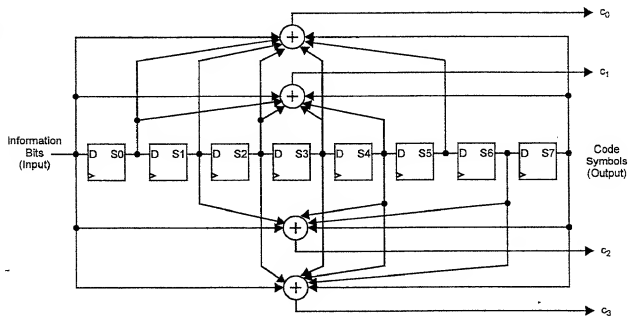 c0
c1
Information
Bits
(Input)
D S0
D S1
D S2
D S3
D S4
D S5
D S6
D S7
Code
Symbols
(Output)
c2
c3